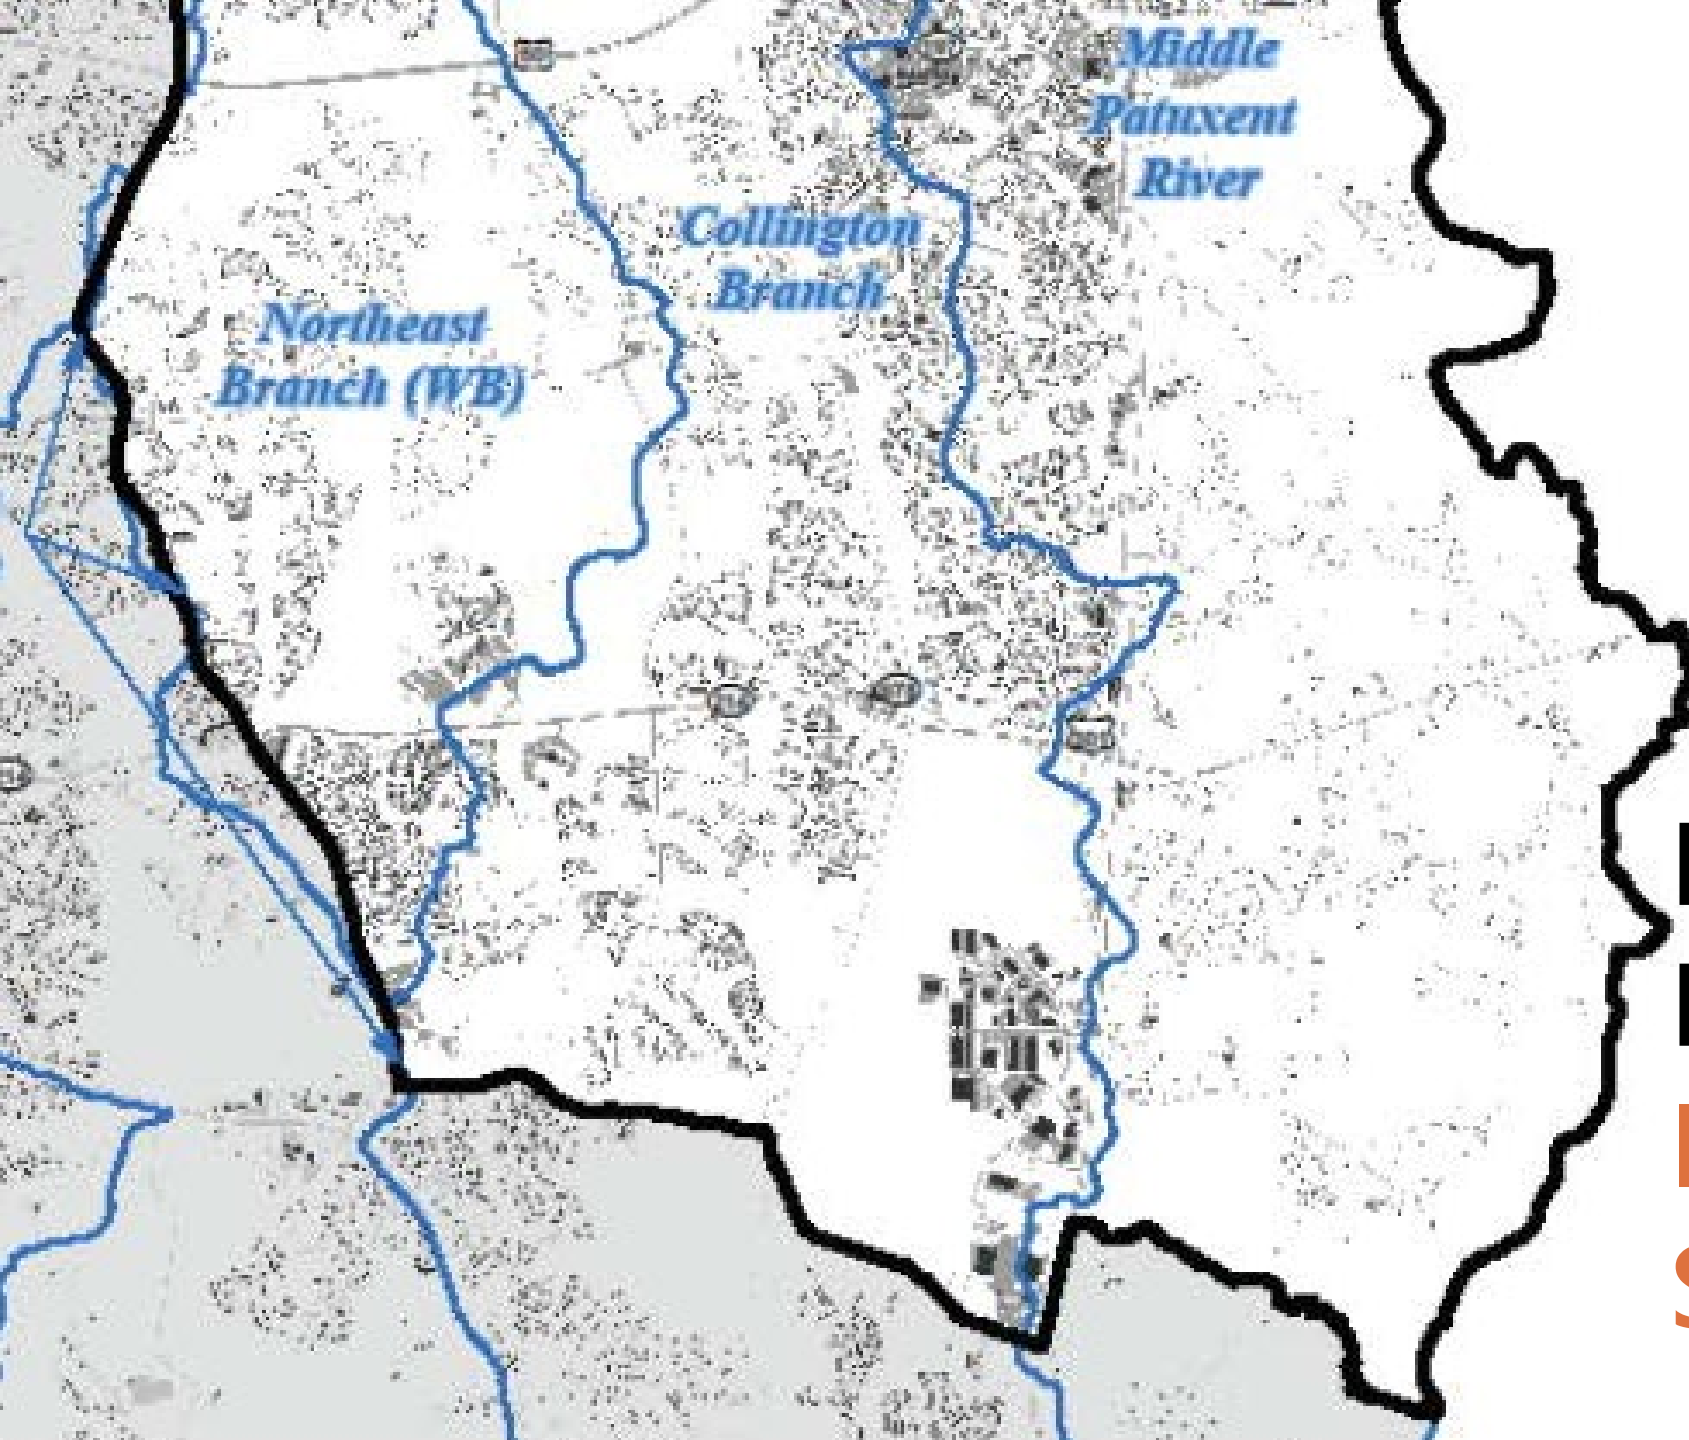 Middle
Patuxent
River
Collington
Branch
Northeast
Branch (WB)